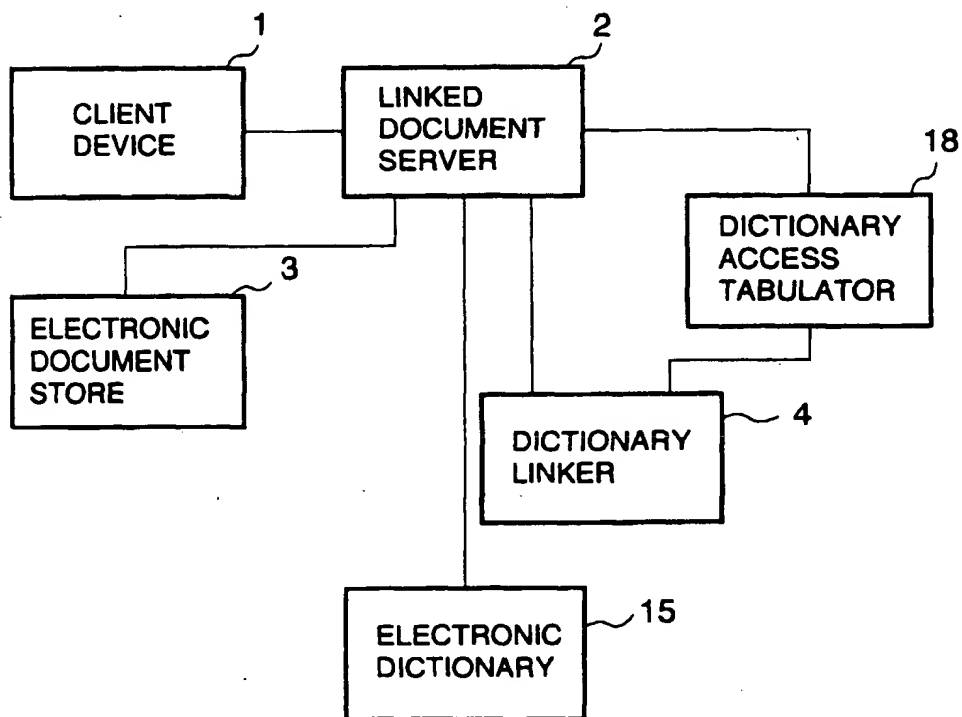 1
CLIENT
DEVICE
2
LINKED
DOCUMENT
SERVER
18
DICTIONARY
ACCESS
TABULATOR
3
ELECTRONIC
DOCUMENT
STORE
4
DICTIONARY
LINKER
15
ELECTRONIC
DICTIONARY